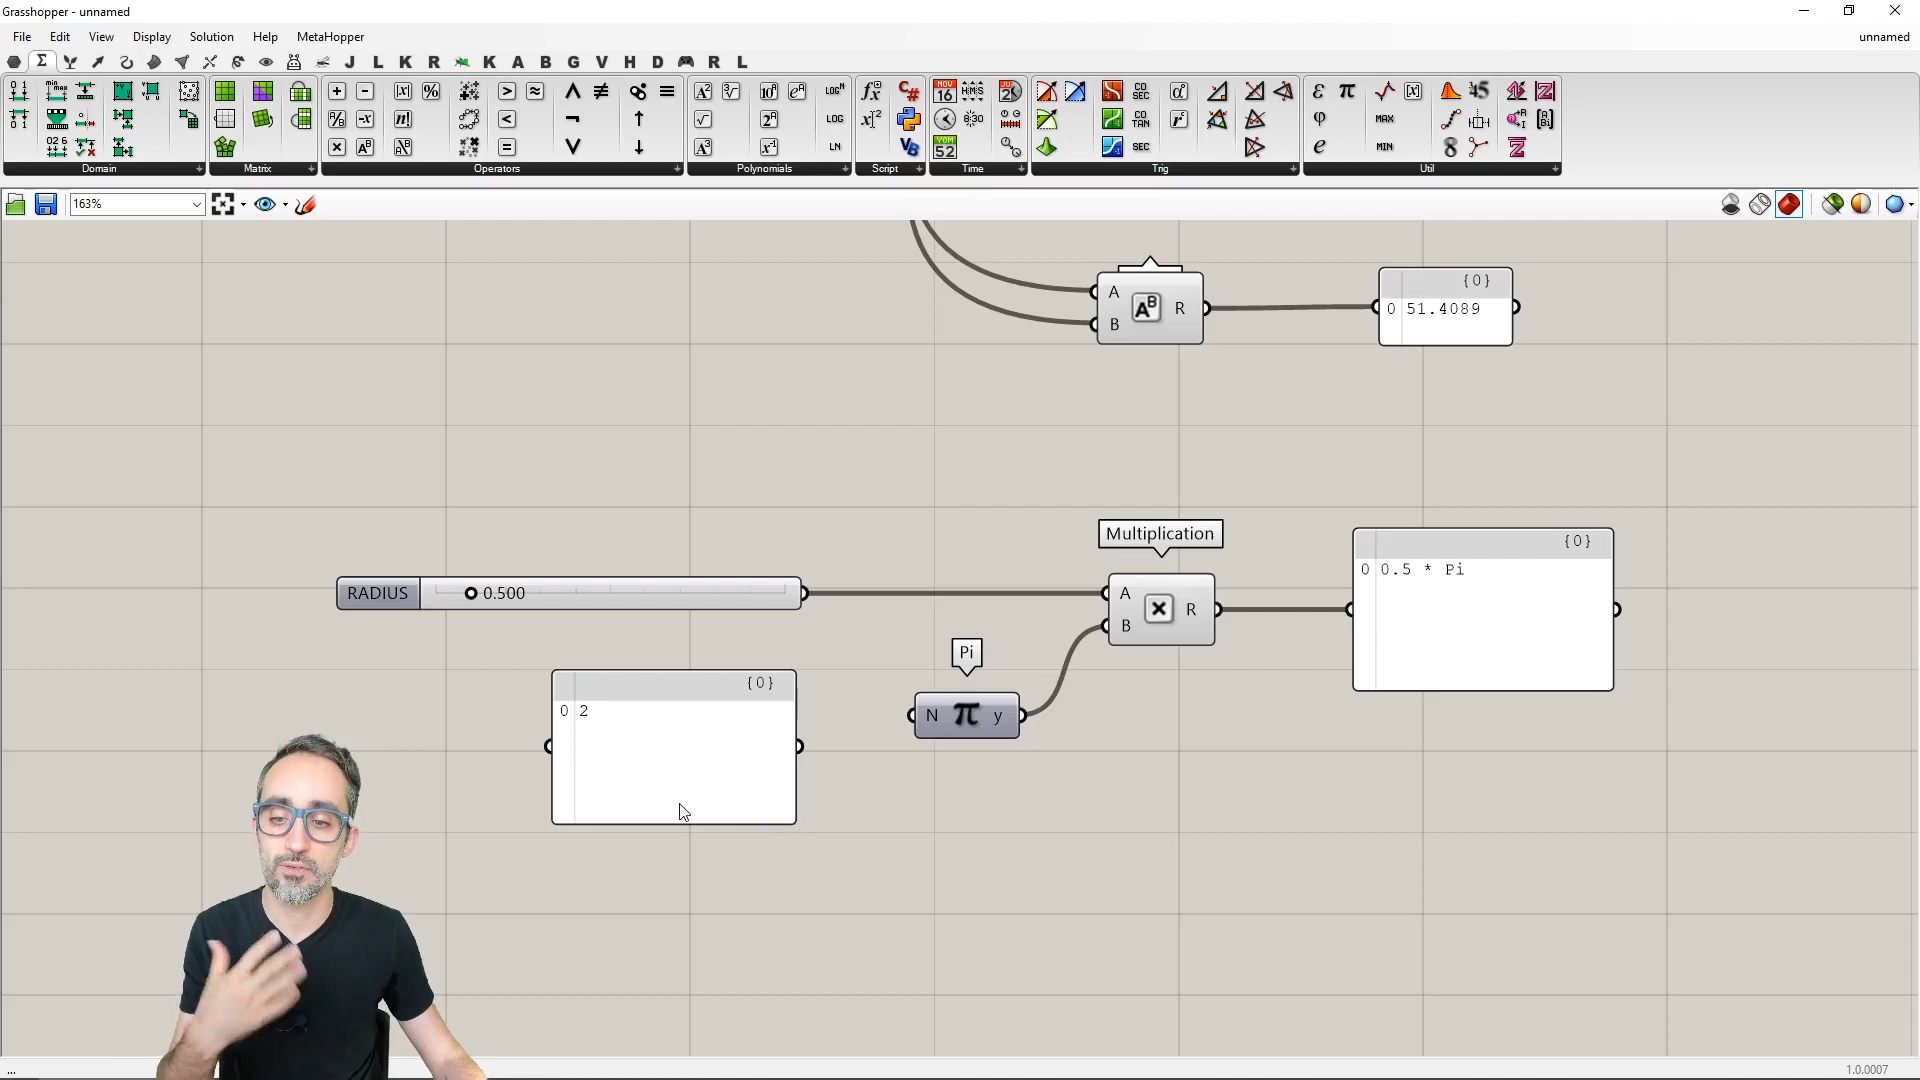 Grasshopper - unnamed
File Edit View Display Solution Help MetaHopper unnamed
J L K R K A B G V H D R L
Domain Matrix Operators Polynomials Script Time Trig Util
163%
A
B
R
{0}
0 51.4089
Multiplication
RADIUS 0.500
A
B
R
{0}
0 0.5 * Pi
Pi
N π y
{0}
0 2
...
1.0.0007